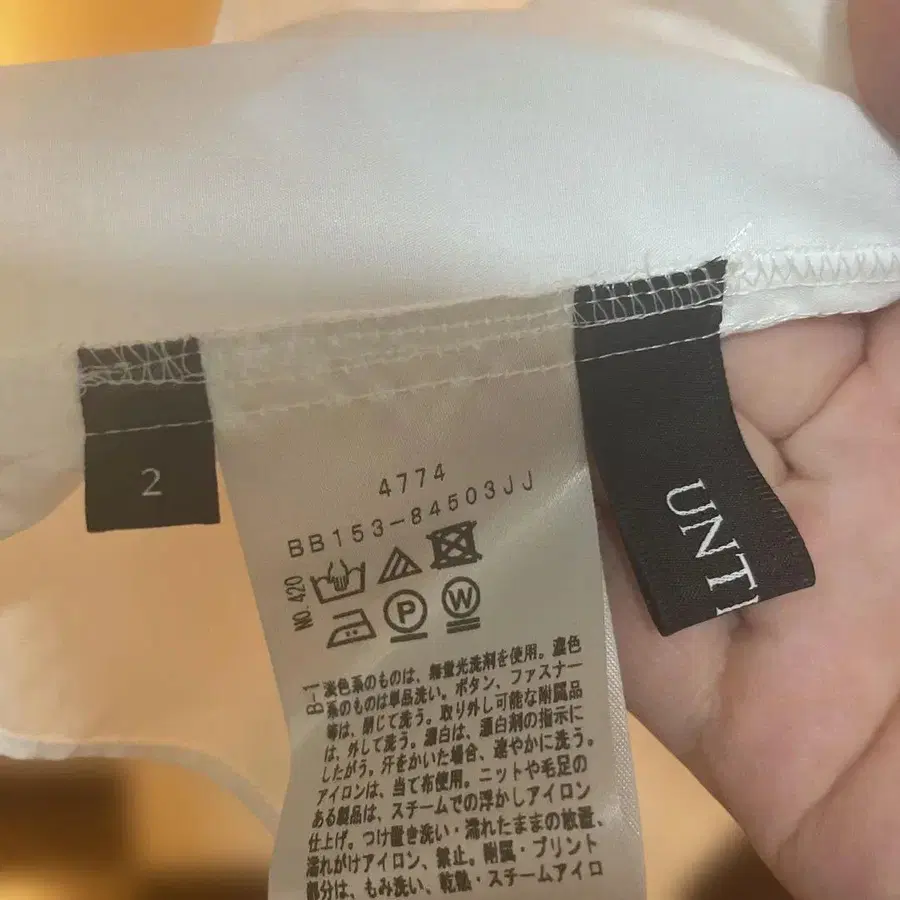 2
4774
BB153-84503JJ
NO.420
P
W
UNTI
B-1
淡色系のものは、無蛍光洗剤を使用。濃色
系のものは単品洗い。ボタン、ファスナー
等は、閉じて洗う。取り外し可能な附属品
は、外して洗う。漂白は、漂白剤の指示に
したがう。汗をかいた場合、速やかに洗う。
アイロンは、当て布使用。ニットや毛足の
ある製品は、スチームでの浮かしアイロン
仕上げ。つけ置き洗い・濡れたままの放置、
濡れがけアイロン、禁止。附属・プリント
部分は、もみ洗い、乾熱・スチームアイロ